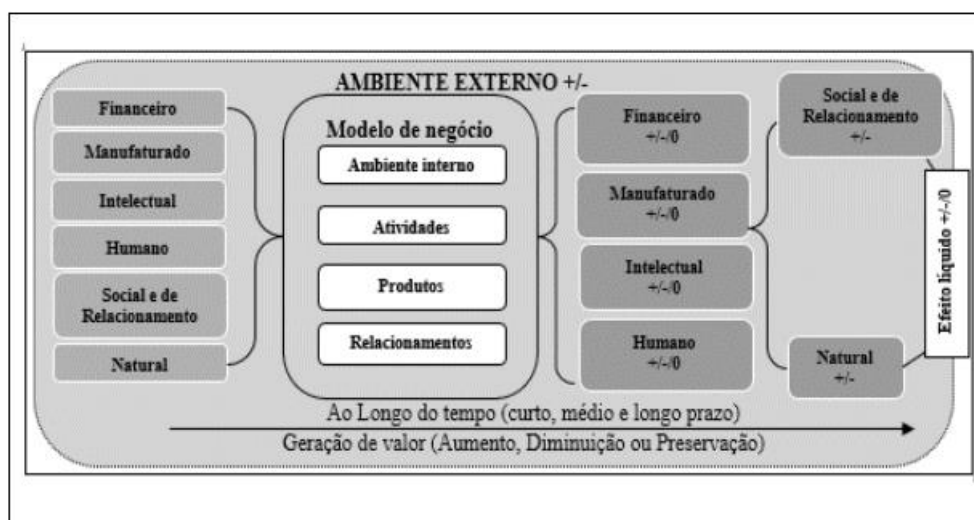 AMBIENTE EXTERNO +/-
Financeiro
Manufaturado
Intelectual
Humano
Social e de
Relacionamento
Natural
Modelo de negócio
Ambiente interno
Atividades
Produtos
Relacionamentos
Financeiro
+/-/0
Manufaturado
+/-/0
Intelectual
+/-/0
Humano
+/-/0
Social e de
Relacionamento
+/-
Natural
+/-
Efeito líquido +/-/0
Ao Longo do tempo (curto, médio e longo prazo)
Geração de valor (Aumento, Diminuição ou Preservação)